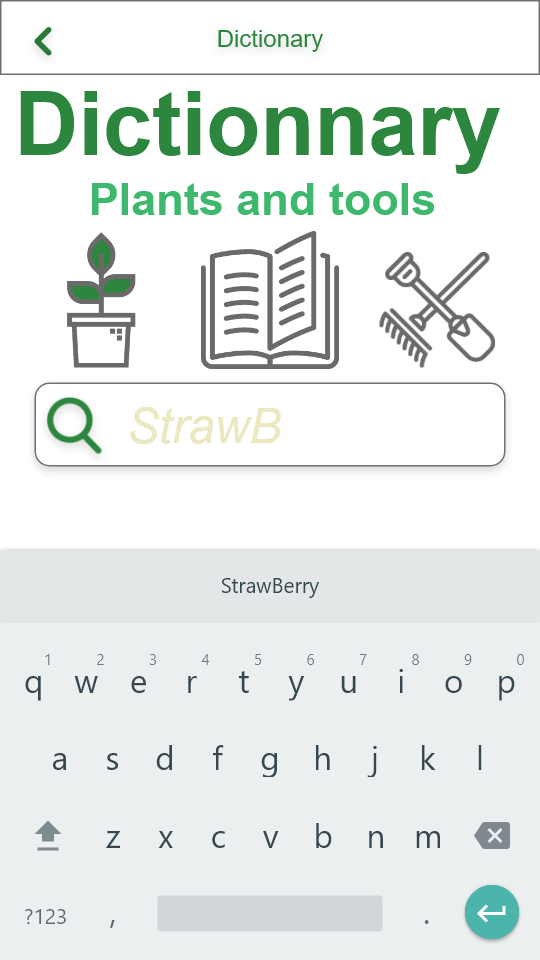 Dictionary
Dictionnary
Plants and tools
StrawB
StrawBerry
1 2 3 4 5 6 7 8 9 0
q w e r t y u i o p
a s d f g h j k l
z x c v b n m
?123 , .